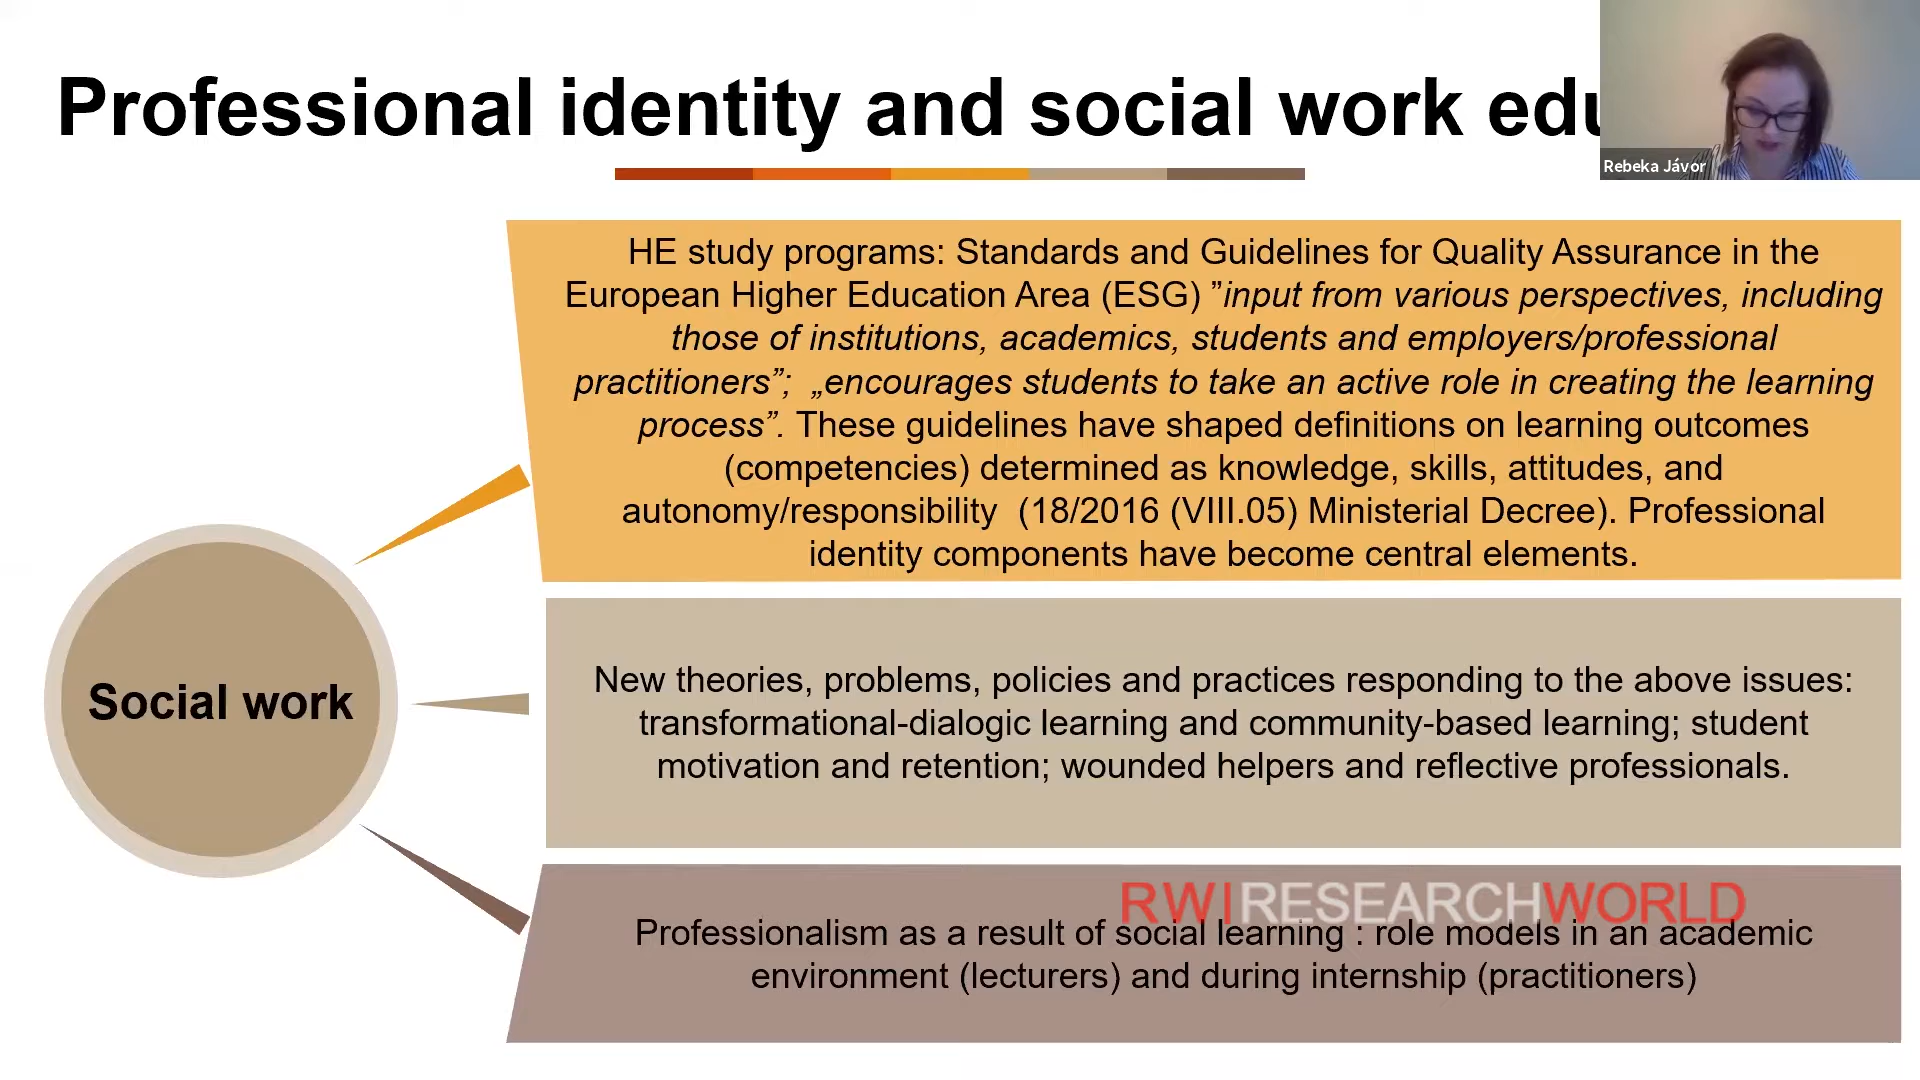 Professional identity and social work edu
Rebeka Jávor
HE study programs: Standards and Guidelines for Quality Assurance in the
European Higher Education Area (ESG) ”input from various perspectives, including
those of institutions, academics, students and employers/professional
practitioners”;  „encourages students to take an active role in creating the learning
process”. These guidelines have shaped definitions on learning outcomes
(competencies) determined as knowledge, skills, attitudes, and
autonomy/responsibility  (18/2016 (VIII.05) Ministerial Decree). Professional
identity components have become central elements.
Social work
New theories, problems, policies and practices responding to the above issues:
transformational-dialogic learning and community-based learning; student
motivation and retention; wounded helpers and reflective professionals.
RWIRESEARCHWORLD
Professionalism as a result of social learning : role models in an academic
environment (lecturers) and during internship (practitioners)